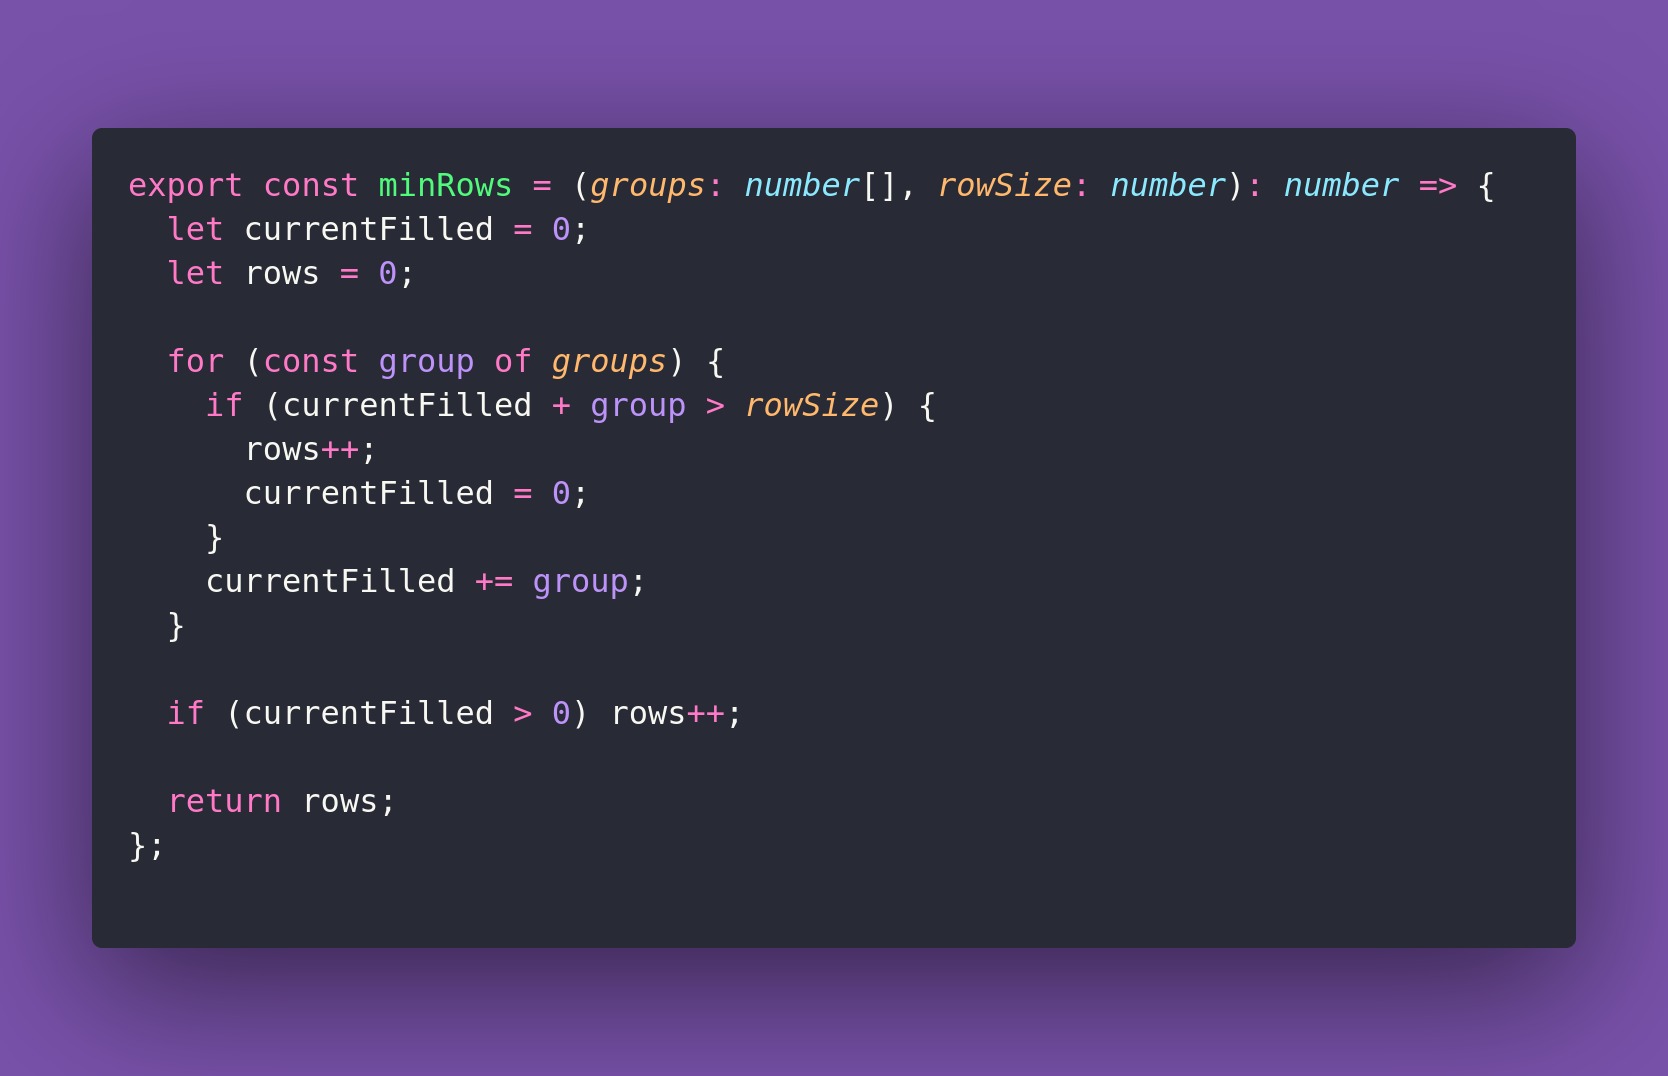 export const minRows = (groups: number[], rowSize: number): number => {
  let currentFilled = 0;
  let rows = 0;

  for (const group of groups) {
    if (currentFilled + group > rowSize) {
      rows++;
      currentFilled = 0;
    }
    currentFilled += group;
  }

  if (currentFilled > 0) rows++;

  return rows;
};